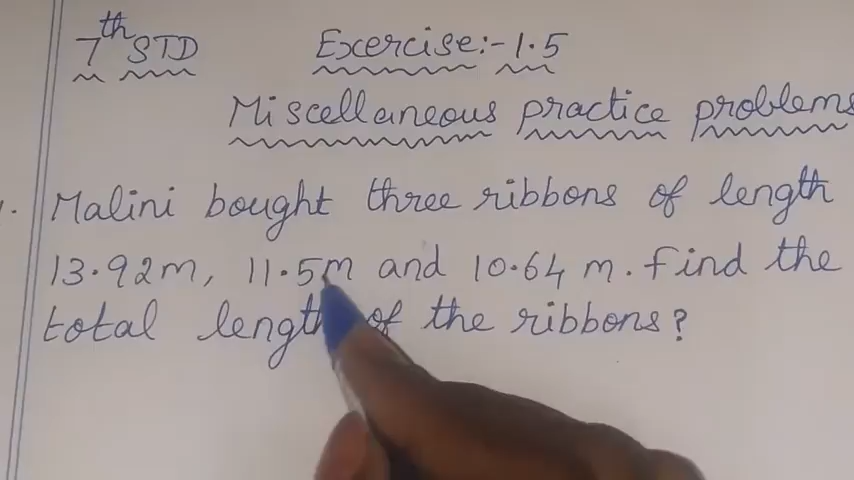 7th STD Exercise:- 1.5
Miscellaneous practice problems
1. Malini bought three ribbons of length
13.92m, 11.5m and 10.64 m. Find the
total length of the ribbons?